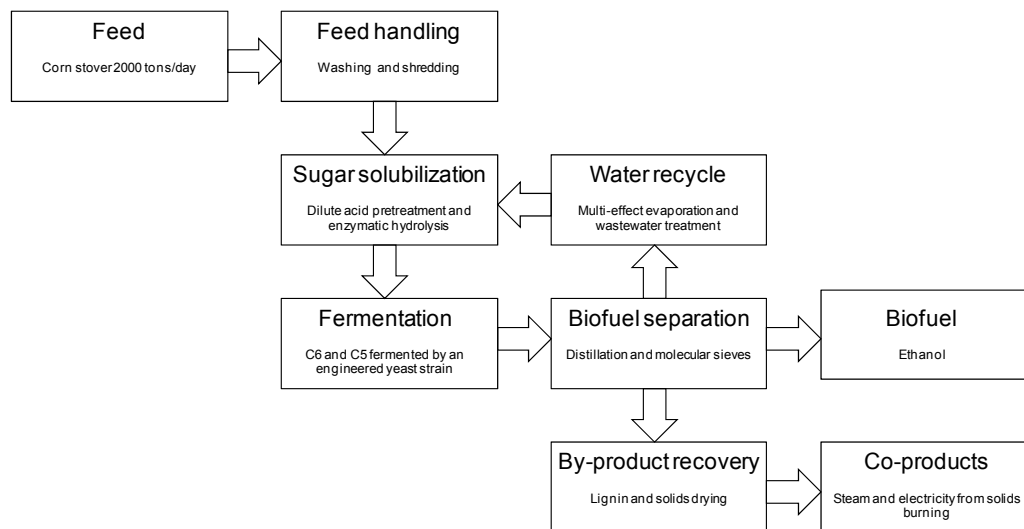 Feed
Corn stover 2000 tons/day
Feed handling
Washing and shredding
Sugar solubilization
Dilute acid pretreatment and
enzymatic hydrolysis
Water recycle
Multi-effect evaporation and
wastewater treatment
Fermentation
C6 and C5 fermented by an
engineered yeast strain
Biofuel separation
Distillation and molecular sieves
Biofuel
Ethanol
By-product recovery
Lignin and solids drying
Co-products
Steam and electricity from solids
burning